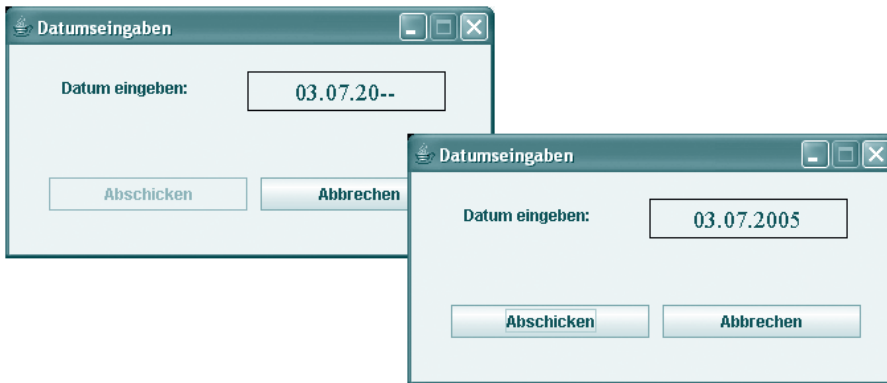 Datumseingaben
Datum eingeben: 03.07.20--
Abschicken Abbrechen
Datumseingaben
Datum eingeben: 03.07.2005
Abschicken Abbrechen